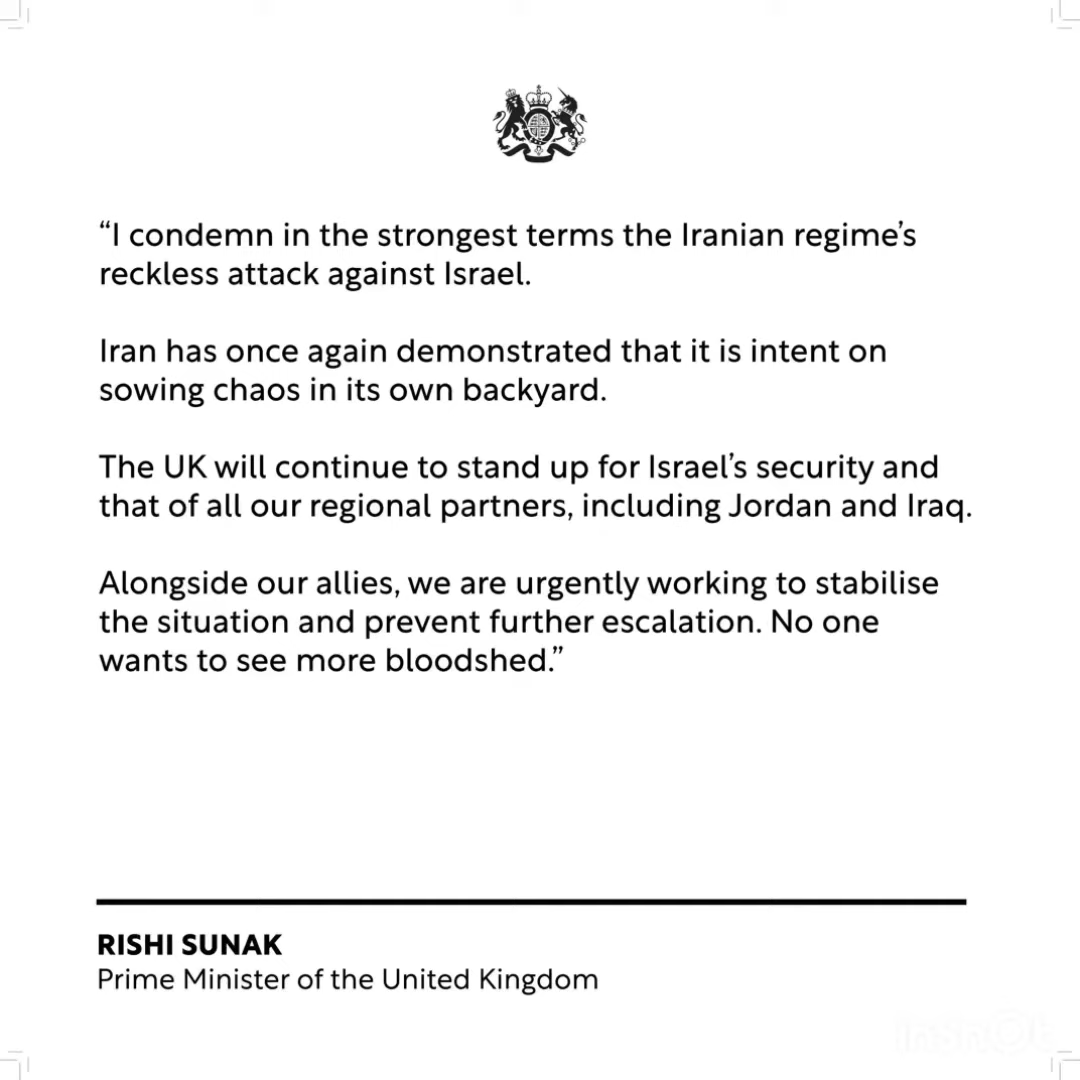 “I condemn in the strongest terms the Iranian regime’s
reckless attack against Israel.
Iran has once again demonstrated that it is intent on
sowing chaos in its own backyard.
The UK will continue to stand up for Israel’s security and
that of all our regional partners, including Jordan and Iraq.
Alongside our allies, we are urgently working to stabilise
the situation and prevent further escalation. No one
wants to see more bloodshed.”
RISHI SUNAK
Prime Minister of the United Kingdom